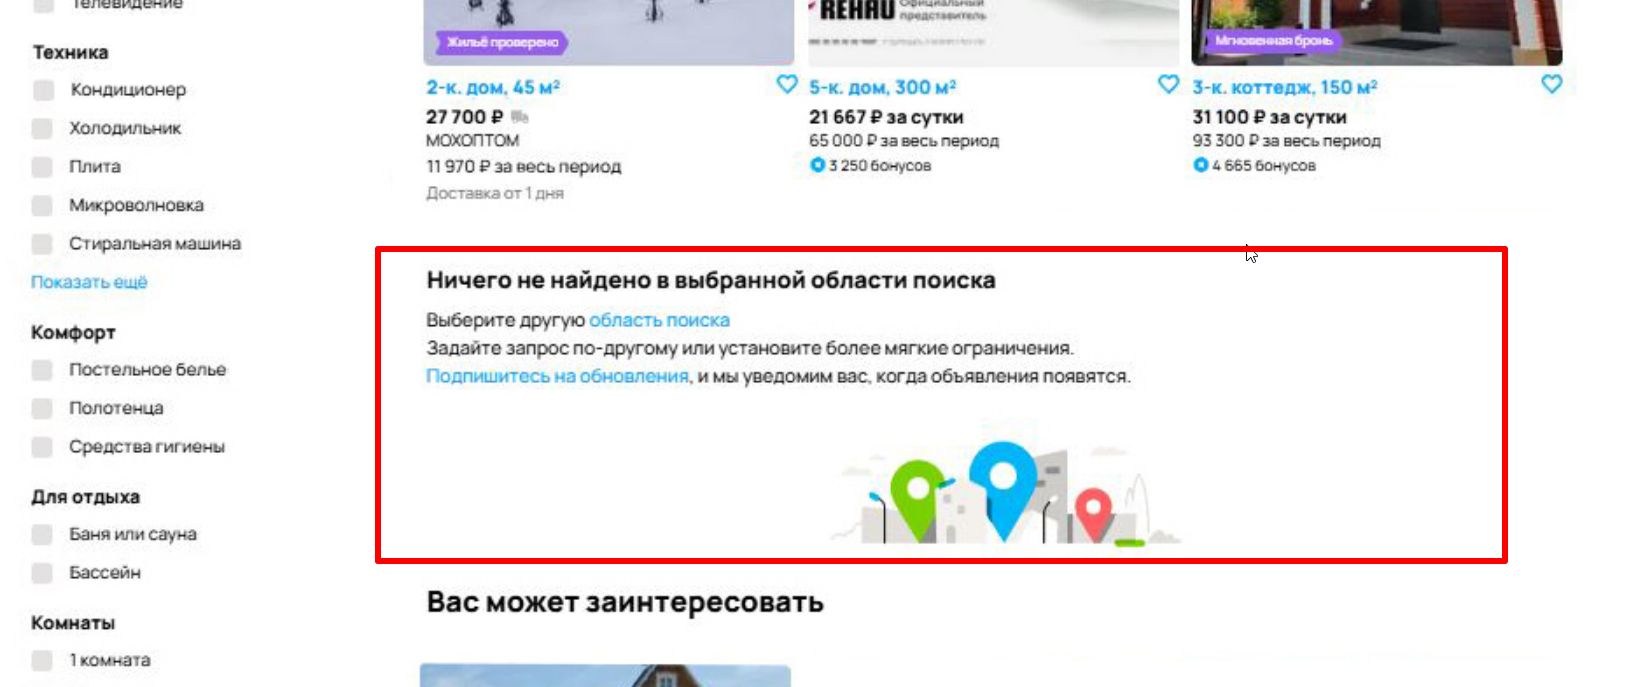 Телевидение
Техника
Кондиционер
Холодильник
Плита
Микроволновка
Стиральная машина
Показать ещё
Комфорт
Постельное белье
Полотенца
Средства гигиены
Для отдыха
Баня или сауна
Бассейн
Комнаты
1 комната
Жильё проверено
2-к. дом, 45 м²
27 700 ₽
МОХОПТОМ
11 970 ₽ за весь период
Доставка от 1 дня
REHAU
Официальный
представитель
5-к. дом, 300 м²
21 667 ₽ за сутки
65 000 ₽ за весь период
3 250 бонусов
Мгновенная бронь
3-к. коттедж, 150 м²
31 100 ₽ за сутки
93 300 ₽ за весь период
4 665 бонусов
Ничего не найдено в выбранной области поиска
Выберите другую область поиска
Задайте запрос по-другому или установите более мягкие ограничения.
Подпишитесь на обновления, и мы уведомим вас, когда объявления появятся.
Вас может заинтересовать